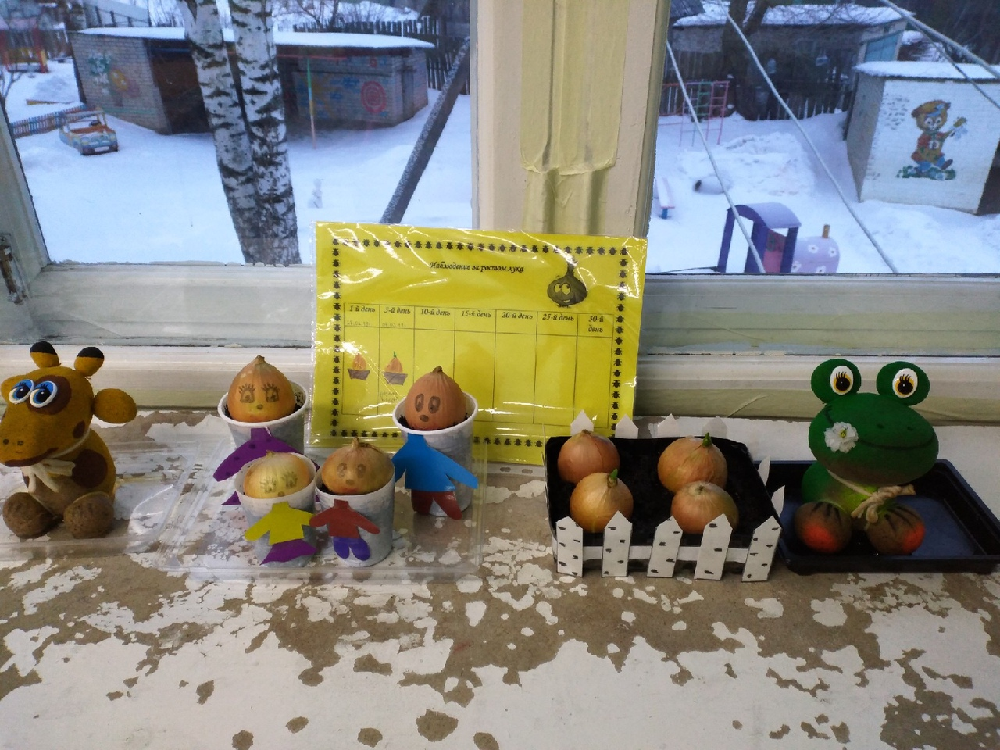 Наблюдение за ростом лука
1-й день 5-й день 10-й день 15-й день 20-й день 25-й день 30-й день